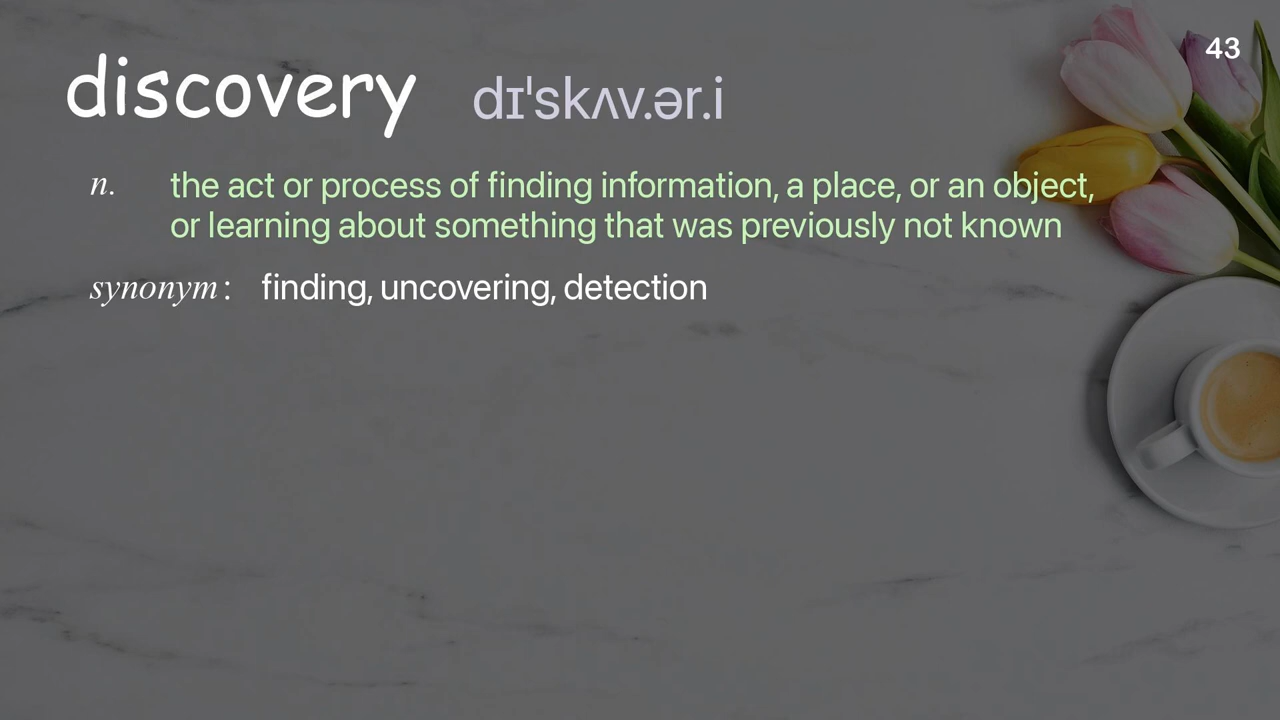 43
discovery dɪˈskʌv.ər.i
n. the act or process of finding information, a place, or an object,
or learning about something that was previously not known
synonym: finding, uncovering, detection